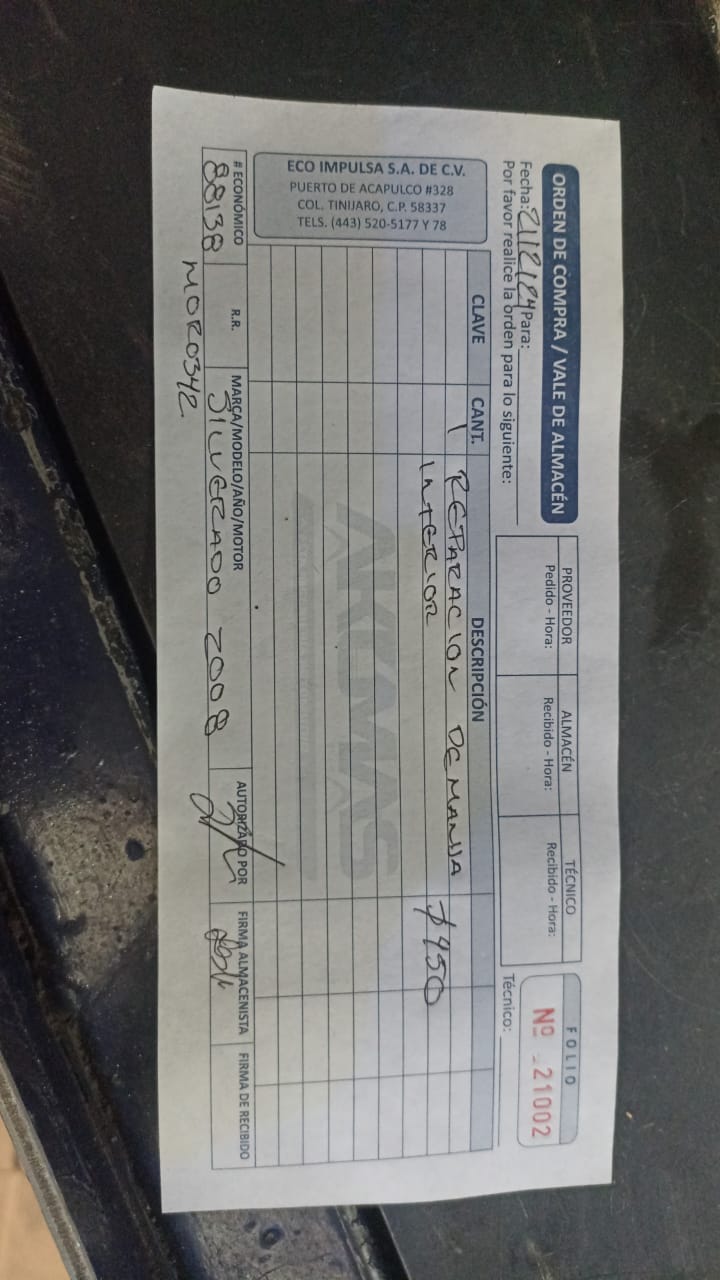 ORDEN DE COMPRA / VALE DE ALMACÉN
Fecha: 21/12/24 Para:
Por favor realice la orden para lo siguiente:
PROVEEDOR
Pedido - Hora:
ALMACÉN
Recibido - Hora:
TÉCNICO
Recibido - Hora:
FOLIO
Nº 21002
Técnico:
ECO IMPULSA S.A. DE C.V.
PUERTO DE ACAPULCO #328
COL. TINIJARO, C.P. 58337
TELS. (443) 520-5177 Y 78
CLAVE CANT. DESCRIPCIÓN
1 REPARACION DE MANIJA $450
INTERIOR
AKUMAS
# ECONÓMICO R.R. MARCA/MODELO/AÑO/MOTOR AUTORIZADO POR FIRMA ALMACENISTA FIRMA DE RECIBIDO
88138 SILVERADO 2008
MOR0342